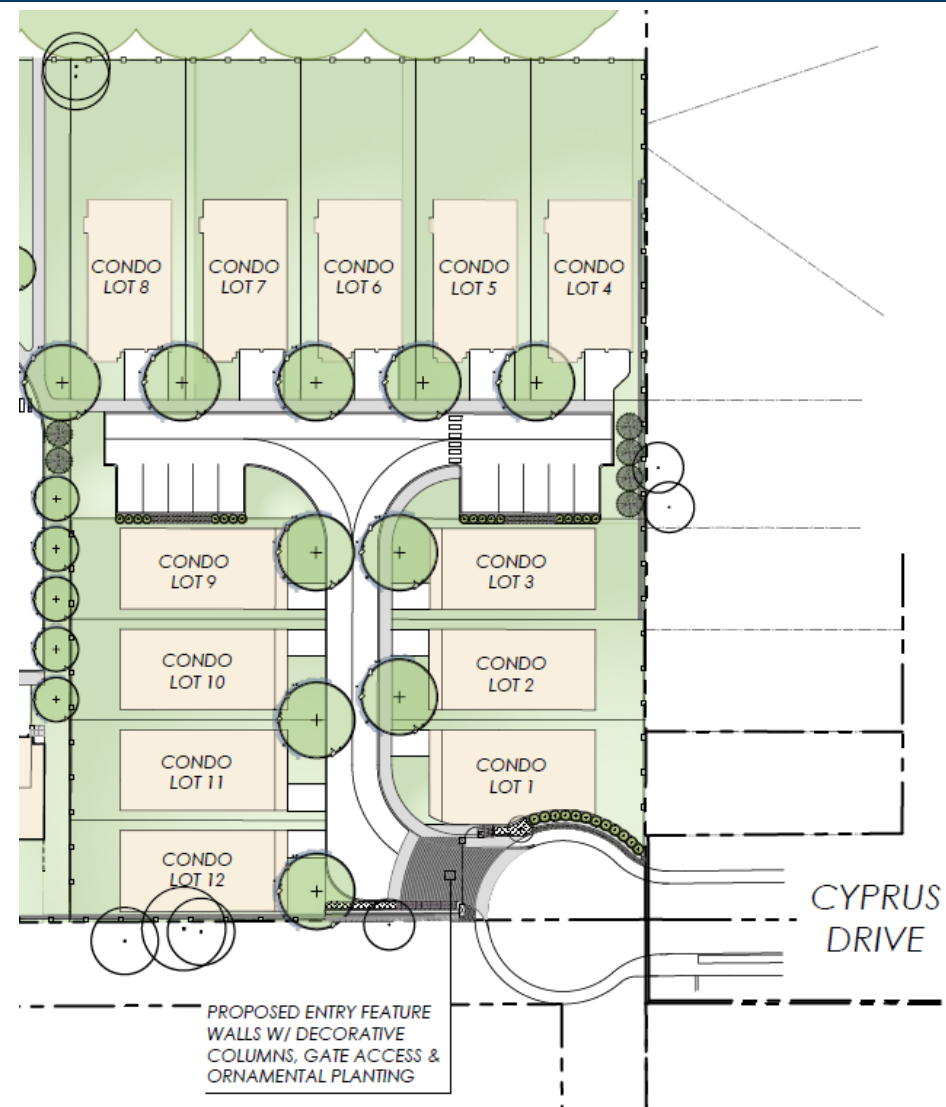 CONDO
LOT 8
CONDO
LOT 7
CONDO
LOT 6
CONDO
LOT 5
CONDO
LOT 4
CONDO
LOT 9
CONDO
LOT 3
CONDO
LOT 10
CONDO
LOT 2
CONDO
LOT 11
CONDO
LOT 1
CONDO
LOT 12
CYPRUS
DRIVE
PROPOSED ENTRY FEATURE
WALLS W/ DECORATIVE
COLUMNS, GATE ACCESS &
ORNAMENTAL PLANTING